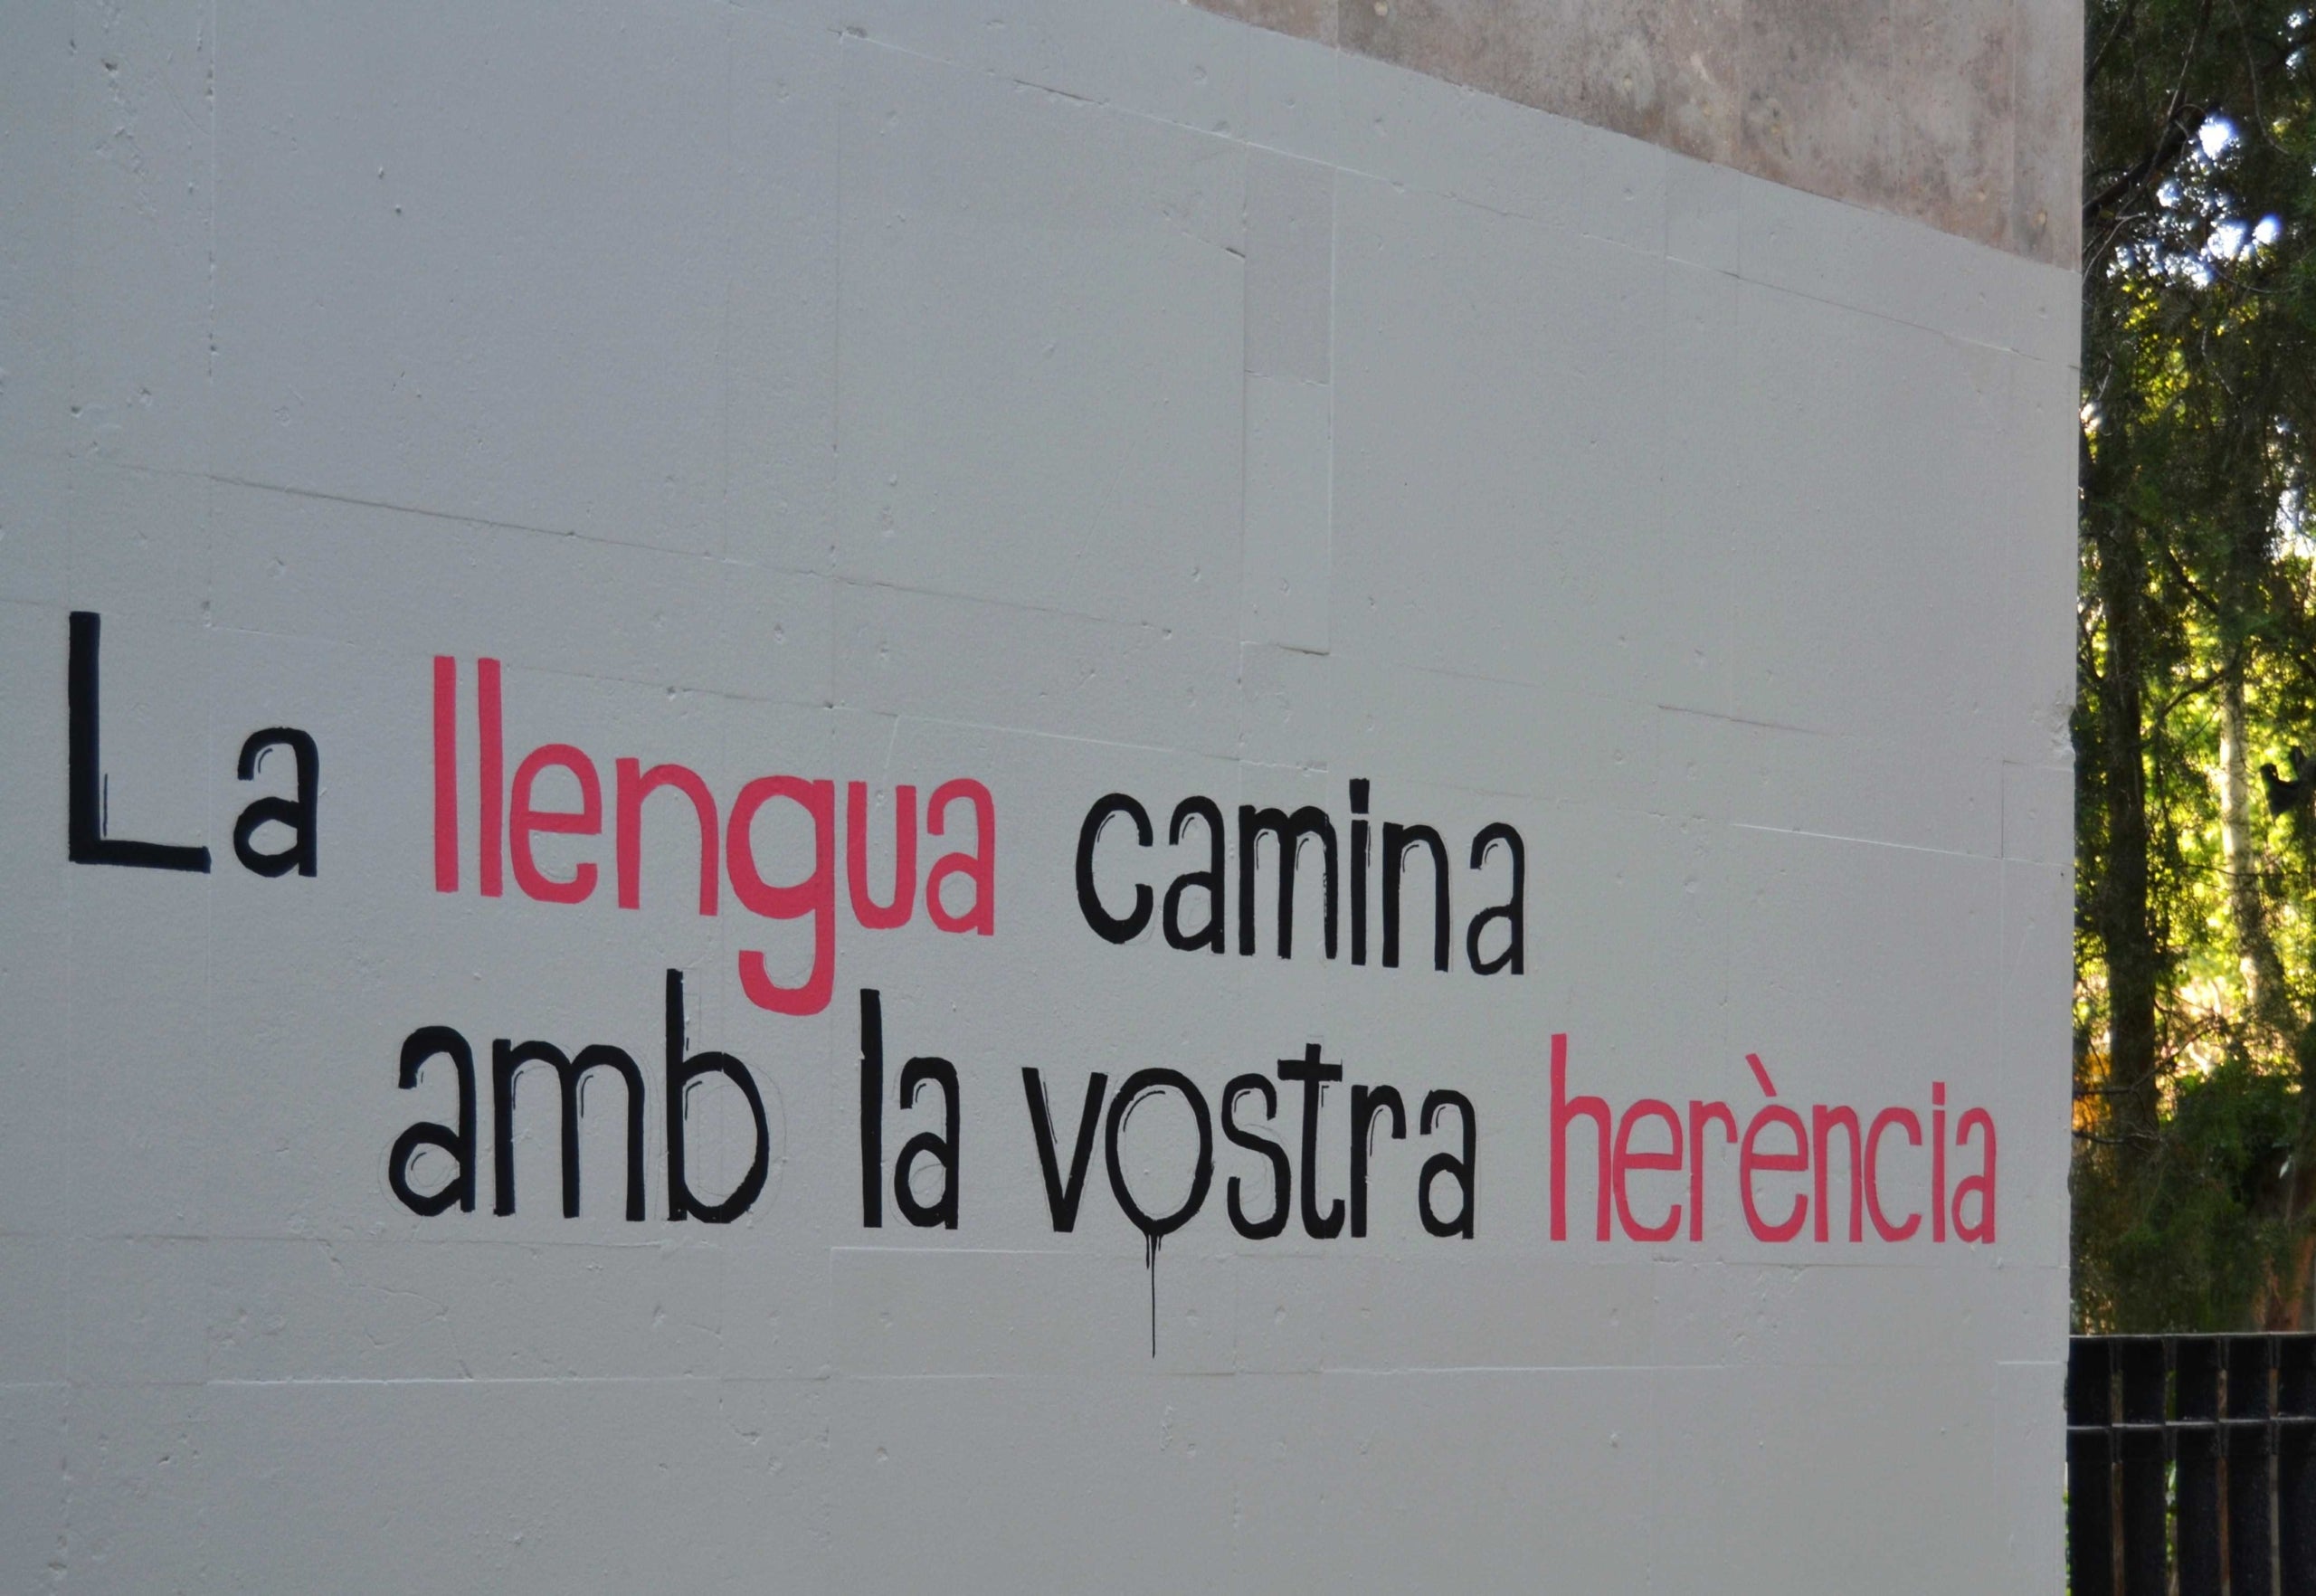 La llengua camina
amb la vostra herència